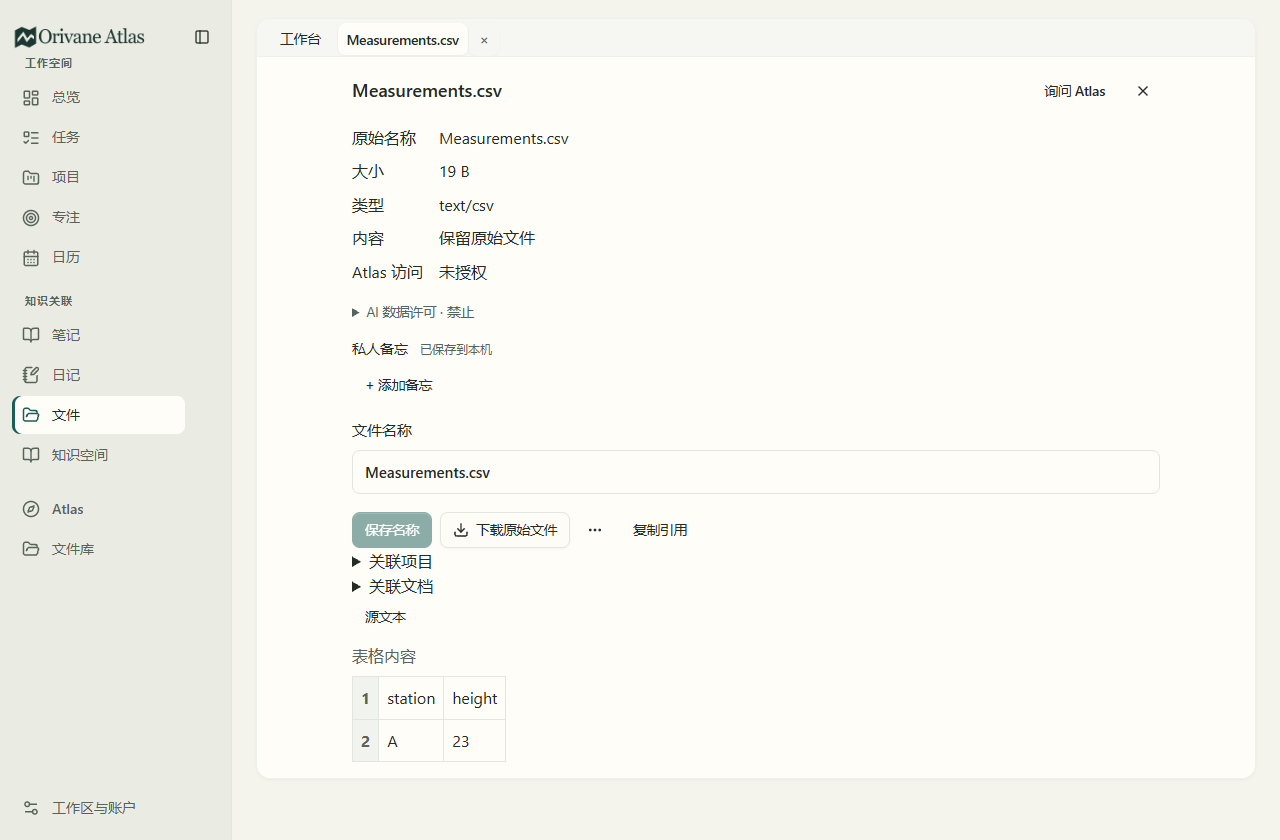 Orivane Atlas
工作空间
总览
任务
项目
专注
日历
知识关联
笔记
日记
文件
知识空间
Atlas
文件库
工作区与账户
工作台
Measurements.csv ×
Measurements.csv
询问 Atlas
原始名称 Measurements.csv
大小 19 B
类型 text/csv
内容 保留原始文件
Atlas 访问 未授权
AI 数据许可 · 禁止
私人备忘 已保存到本机
+ 添加备忘
文件名称
Measurements.csv
保存名称 下载原始文件 ··· 复制引用
关联项目
关联文档
源文本
表格内容
1 station height
2 A 23